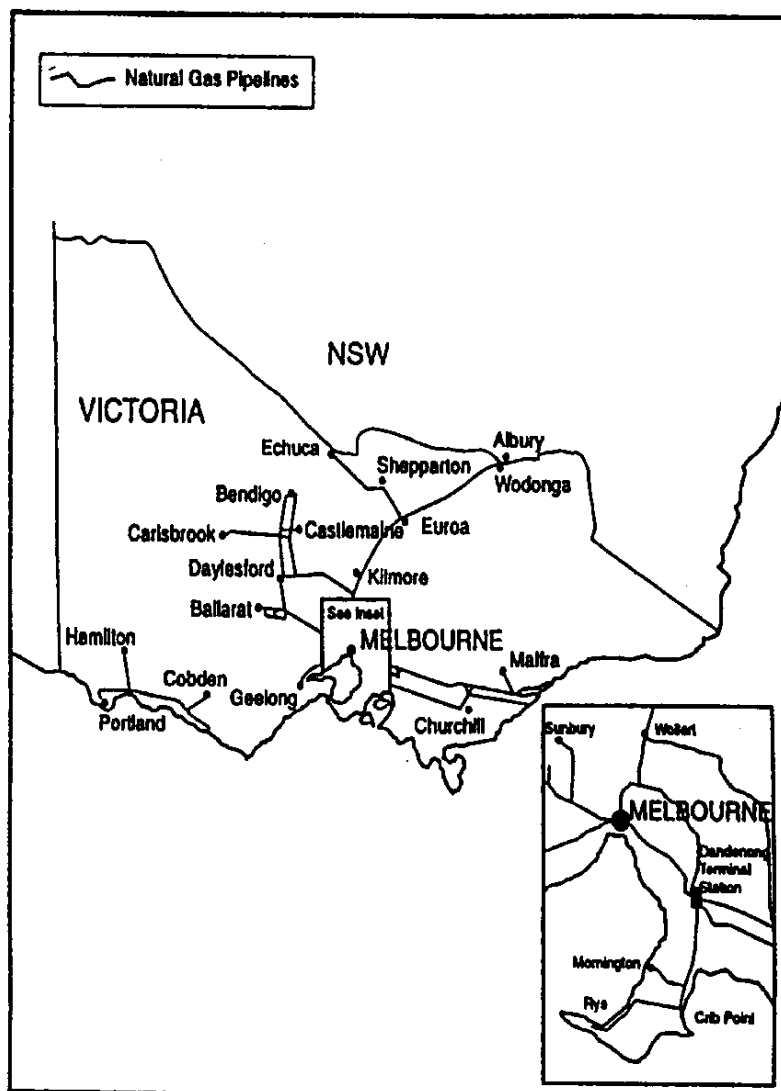 Natural Gas Pipelines
NSW
VICTORIA
Echuca
Albury
Shepparton
Wodonga
Bendigo
Castlemaine
Euroa
Carlsbrook
Daylesford
Kilmore
Ballarat
See Inset
MELBOURNE
Hamilton
Maffra
Cobden
Geelong
Portland
Churchill
Sunbury
Wollert
MELBOURNE
Dandenong
Terminal
Station
Mornington
Rye
Crib Point